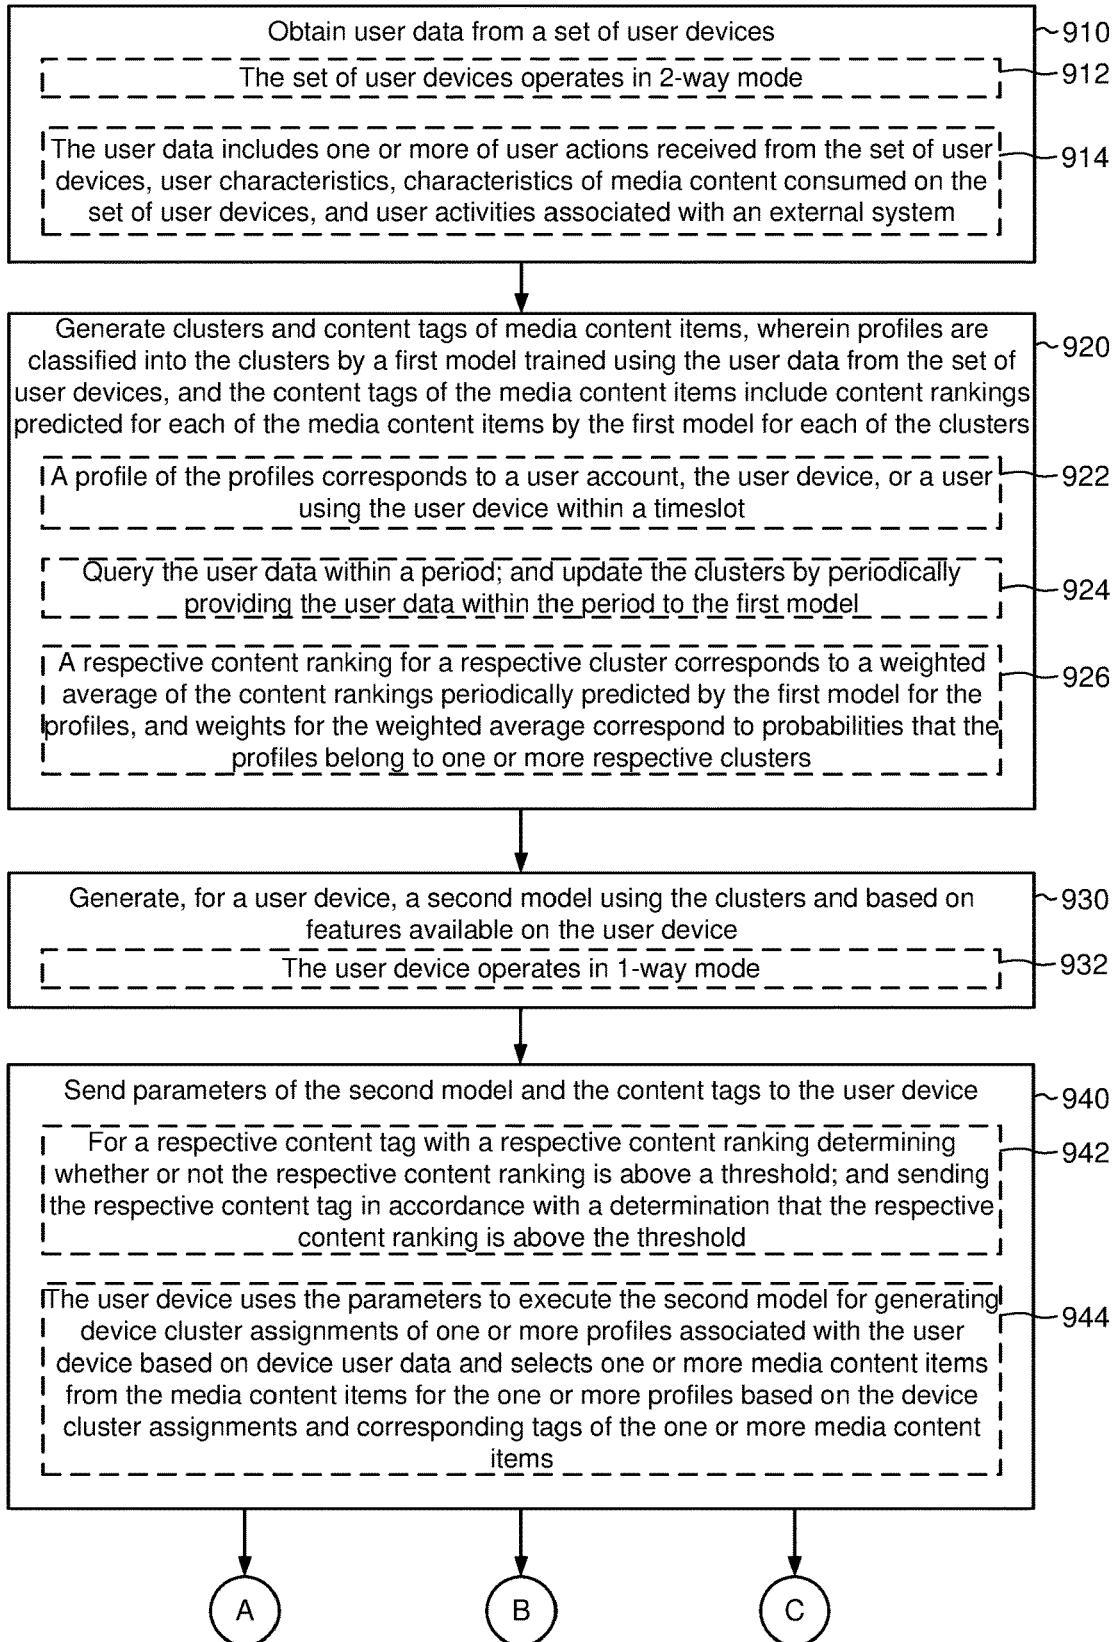 Obtain user data from a set of user devices
910
The set of user devices operates in 2-way mode
912
The user data includes one or more of user actions received from the set of user
devices, user characteristics, characteristics of media content consumed on the
set of user devices, and user activities associated with an external system
914
Generate clusters and content tags of media content items, wherein profiles are
classified into the clusters by a first model trained using the user data from the set of
user devices, and the content tags of the media content items include content rankings
predicted for each of the media content items by the first model for each of the clusters
920
A profile of the profiles corresponds to a user account, the user device, or a user
using the user device within a timeslot
922
Query the user data within a period; and update the clusters by periodically
providing the user data within the period to the first model
924
A respective content ranking for a respective cluster corresponds to a weighted
average of the content rankings periodically predicted by the first model for the
profiles, and weights for the weighted average correspond to probabilities that the
profiles belong to one or more respective clusters
926
Generate, for a user device, a second model using the clusters and based on
features available on the user device
930
The user device operates in 1-way mode
932
Send parameters of the second model and the content tags to the user device
940
For a respective content tag with a respective content ranking determining
whether or not the respective content ranking is above a threshold; and sending
the respective content tag in accordance with a determination that the respective
content ranking is above the threshold
942
The user device uses the parameters to execute the second model for generating
device cluster assignments of one or more profiles associated with the user
device based on device user data and selects one or more media content items
from the media content items for the one or more profiles based on the device
cluster assignments and corresponding tags of the one or more media content
items
944
A
B
C